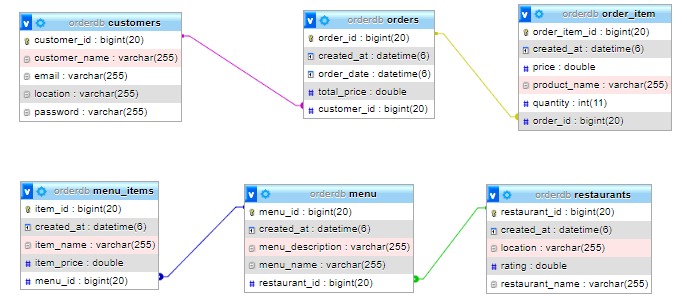 orderdb customers
customer_id : bigint(20)
customer_name : varchar(255)
email : varchar(255)
location : varchar(255)
password : varchar(255)
orderdb orders
order_id : bigint(20)
created_at : datetime(6)
order_date : datetime(6)
total_price : double
customer_id : bigint(20)
orderdb order_item
order_item_id : bigint(20)
created_at : datetime(6)
price : double
product_name : varchar(255)
quantity : int(11)
order_id : bigint(20)
orderdb menu_items
item_id : bigint(20)
created_at : datetime(6)
item_name : varchar(255)
item_price : double
menu_id : bigint(20)
orderdb menu
menu_id : bigint(20)
created_at : datetime(6)
menu_description : varchar(255)
menu_name : varchar(255)
restaurant_id : bigint(20)
orderdb restaurants
restaurant_id : bigint(20)
created_at : datetime(6)
location : varchar(255)
rating : double
restaurant_name : varchar(255)